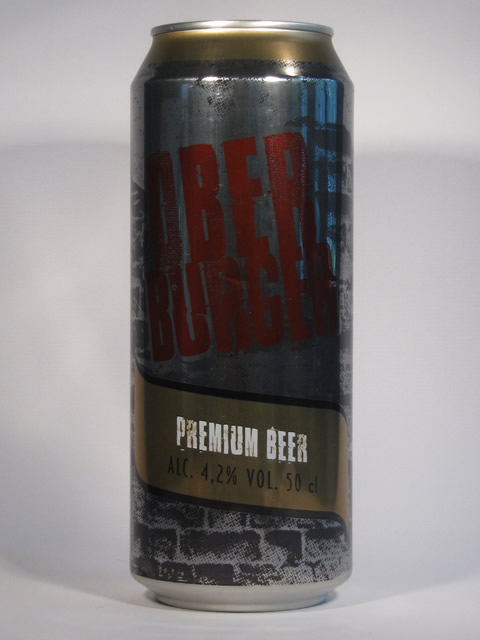 OBER
BURGER
PREMIUM BEER
ALC. 4,2% VOL. 50 cl